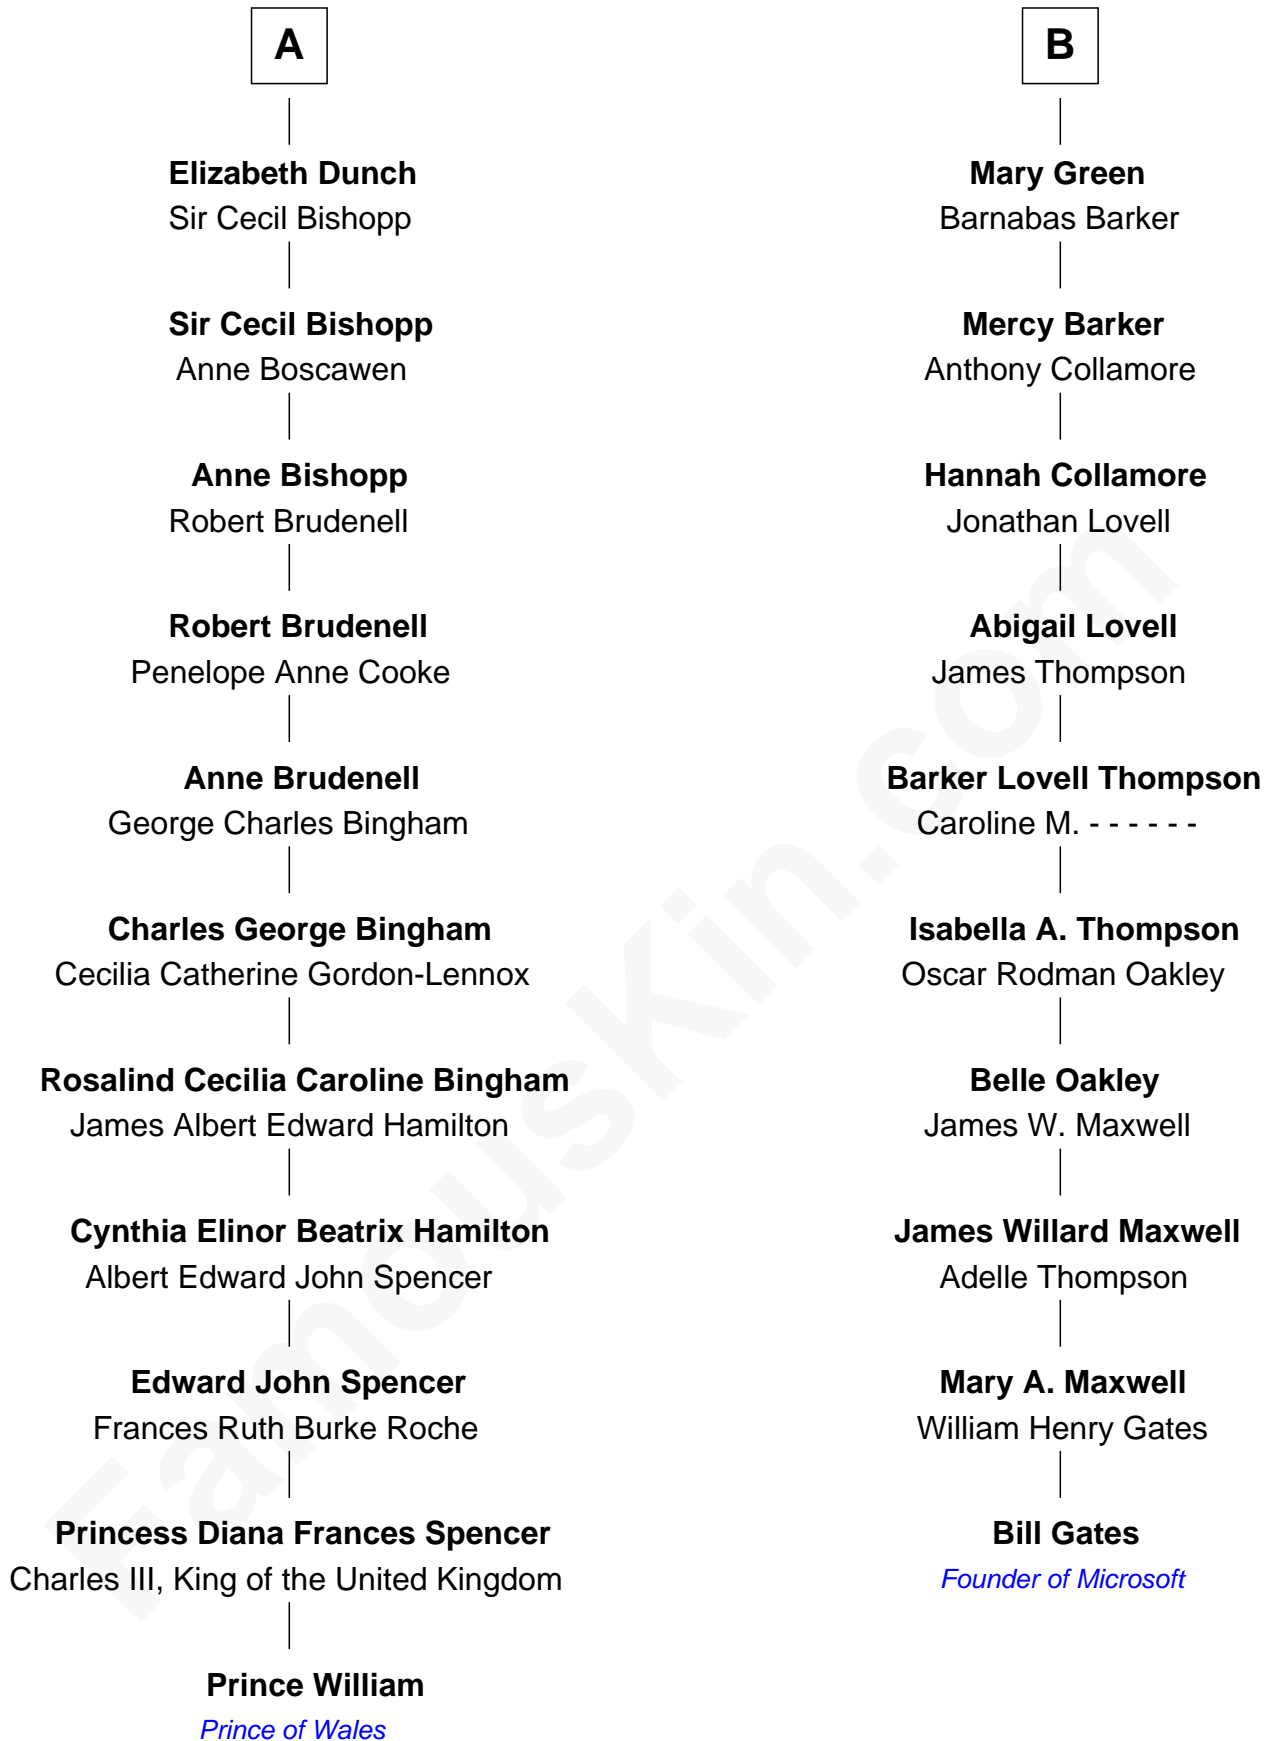 A
Elizabeth Dunch
Sir Cecil Bishopp
Sir Cecil Bishopp
Anne Boscawen
Anne Bishopp
Robert Brudenell
Robert Brudenell
Penelope Anne Cooke
Anne Brudenell
George Charles Bingham
Charles George Bingham
Cecilia Catherine Gordon-Lennox
Rosalind Cecilia Caroline Bingham
James Albert Edward Hamilton
Cynthia Elinor Beatrix Hamilton
Albert Edward John Spencer
Edward John Spencer
Frances Ruth Burke Roche
Princess Diana Frances Spencer
Charles III, King of the United Kingdom
Prince William
Prince of Wales
B
Mary Green
Barnabas Barker
Mercy Barker
Anthony Collamore
Hannah Collamore
Jonathan Lovell
Abigail Lovell
James Thompson
Barker Lovell Thompson
Caroline M. - - - - - -
Isabella A. Thompson
Oscar Rodman Oakley
Belle Oakley
James W. Maxwell
James Willard Maxwell
Adelle Thompson
Mary A. Maxwell
William Henry Gates
Bill Gates
Founder of Microsoft
FamousKin.com